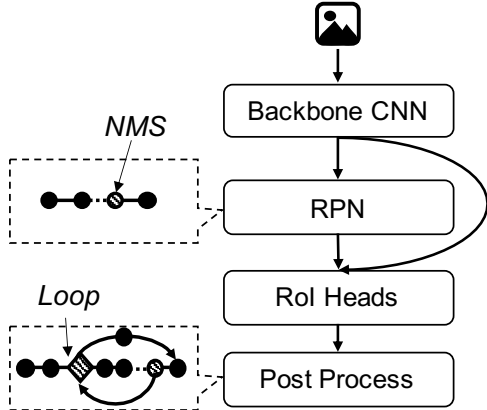 Backbone CNN
NMS
RPN
Loop
RoI Heads
Post Process